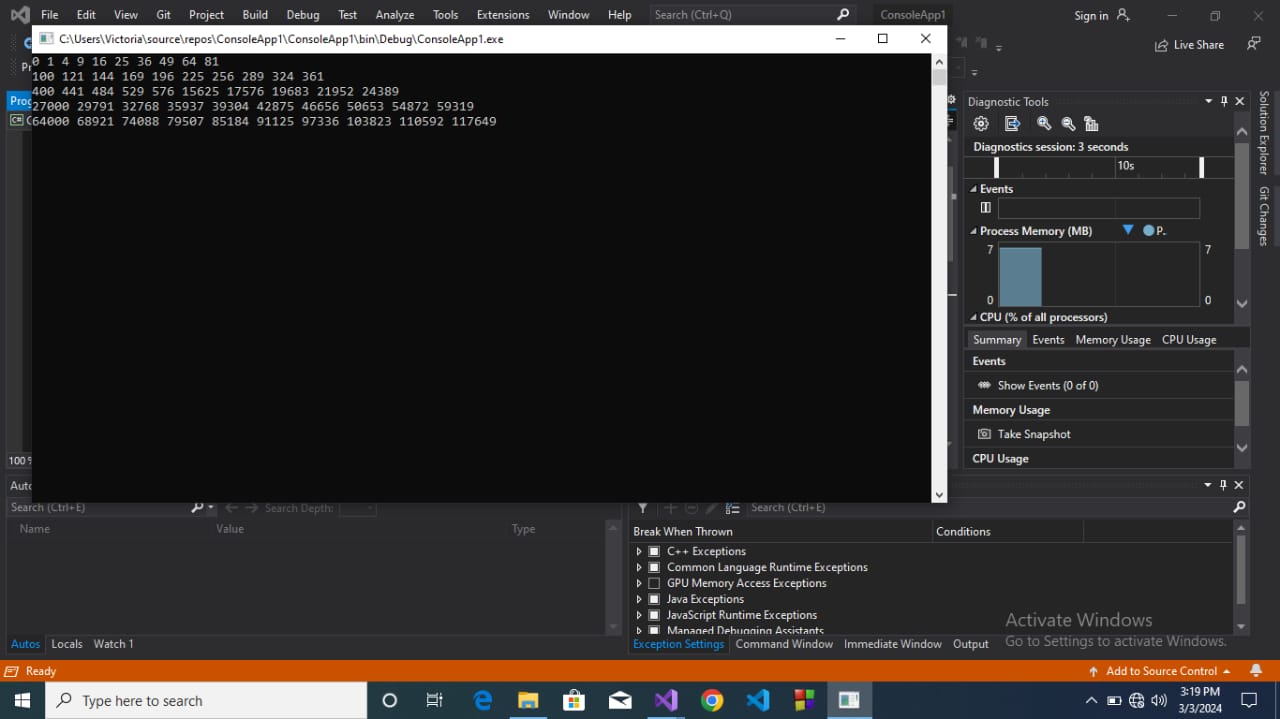 File Edit View Git Project Build Debug Test Analyze Tools Extensions Window Help Search (Ctrl+Q) ConsoleApp1 Sign in
C:\Users\Victoria\source\repos\ConsoleApp1\ConsoleApp1\bin\Debug\ConsoleApp1.exe
Live Share
0 1 4 9 16 25 36 49 64 81
100 121 144 169 196 225 256 289 324 361
400 441 484 529 576 15625 17576 19683 21952 24389
27000 29791 32768 35937 39304 42875 46656 50653 54872 59319
64000 68921 74088 79507 85184 91125 97336 103823 110592 117649
Diagnostic Tools
Diagnostics session: 3 seconds
10s
Events
Process Memory (MB) P..
7 7
0 0
CPU (% of all processors)
Summary Events Memory Usage CPU Usage
Events
Show Events (0 of 0)
Memory Usage
Take Snapshot
CPU Usage
Solution Explorer
Git Changes
Search (Ctrl+E) Search Depth:
Name Value Type
Autos Locals Watch 1
Search (Ctrl+E)
Break When Thrown Conditions
C++ Exceptions
Common Language Runtime Exceptions
GPU Memory Access Exceptions
Java Exceptions
JavaScript Runtime Exceptions
Managed Debugging Assistants
Exception Settings Command Window Immediate Window Output
Activate Windows
Go to Settings to activate Windows.
Ready Add to Source Control
Type here to search
3:19 PM
3/3/2024